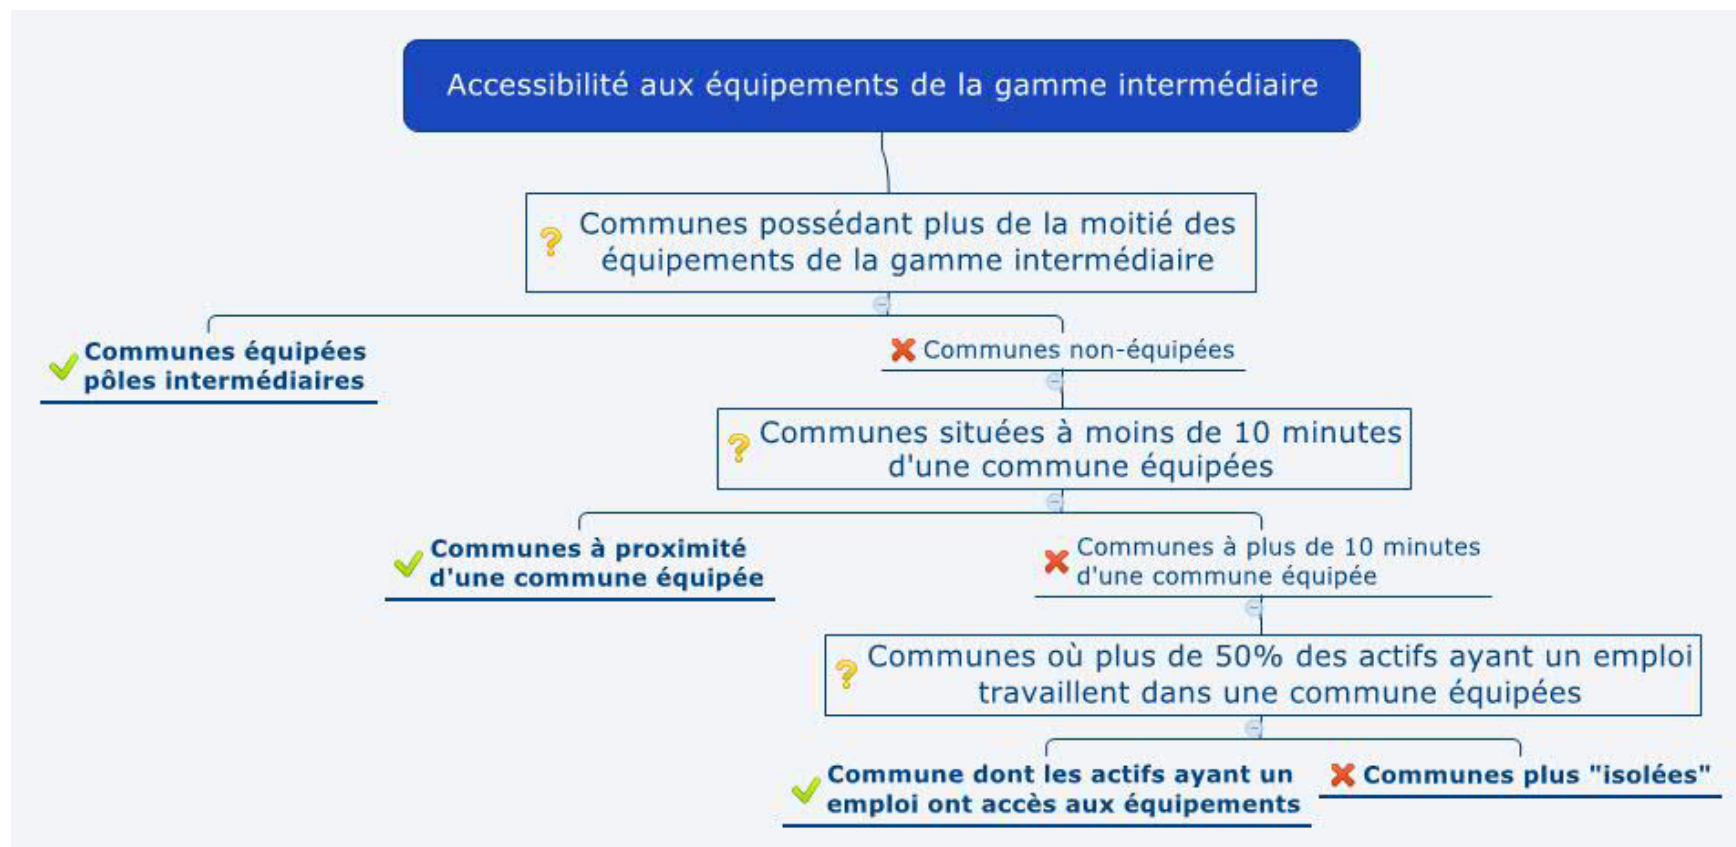 Accessibilité aux équipements de la gamme intermédiaire
Communes possédant plus de la moitié des
équipements de la gamme intermédiaire
Communes équipées
pôles intermédiaires
Communes non-équipées
Communes situées à moins de 10 minutes
d'une commune équipées
Communes à proximité
d'une commune équipée
Communes à plus de 10 minutes
d'une commune équipée
Communes où plus de 50% des actifs ayant un emploi
travaillent dans une commune équipées
Commune dont les actifs ayant un
emploi ont accès aux équipements
Communes plus "isolées"